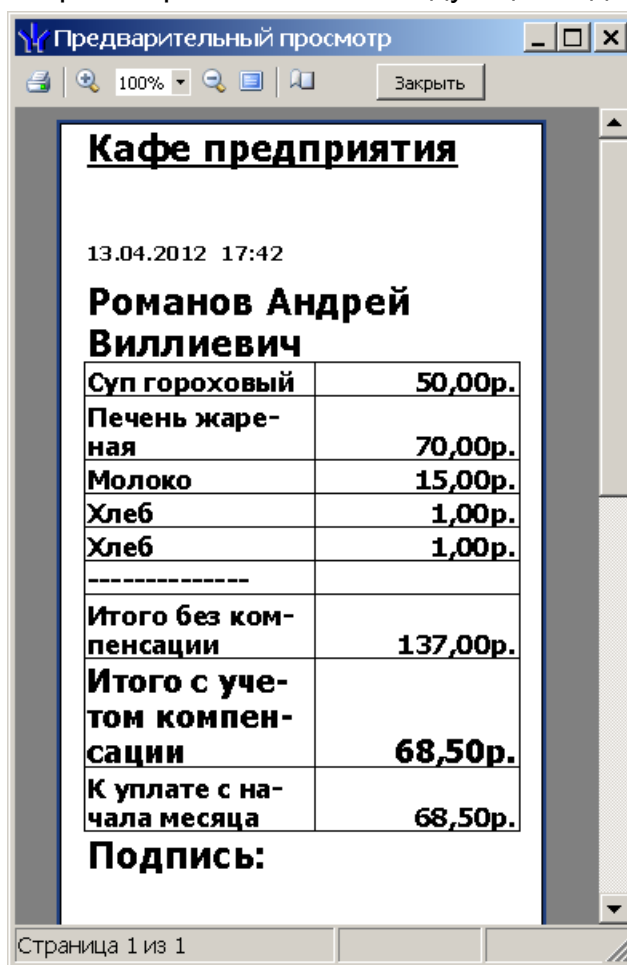 Предварительный просмотр
100%
Закрыть
Кафе предприятия
13.04.2012 17:42
Романов Андрей
Виллиевич
Суп гороховый 50,00р.
Печень жаре-
ная 70,00р.
Молоко 15,00р.
Хлеб 1,00р.
Хлеб 1,00р.
--------------
Итого без ком-
пенсации 137,00р.
Итого с уче-
том компен-
сации 68,50р.
К уплате с на-
чала месяца 68,50р.
Подпись:
Страница 1 из 1